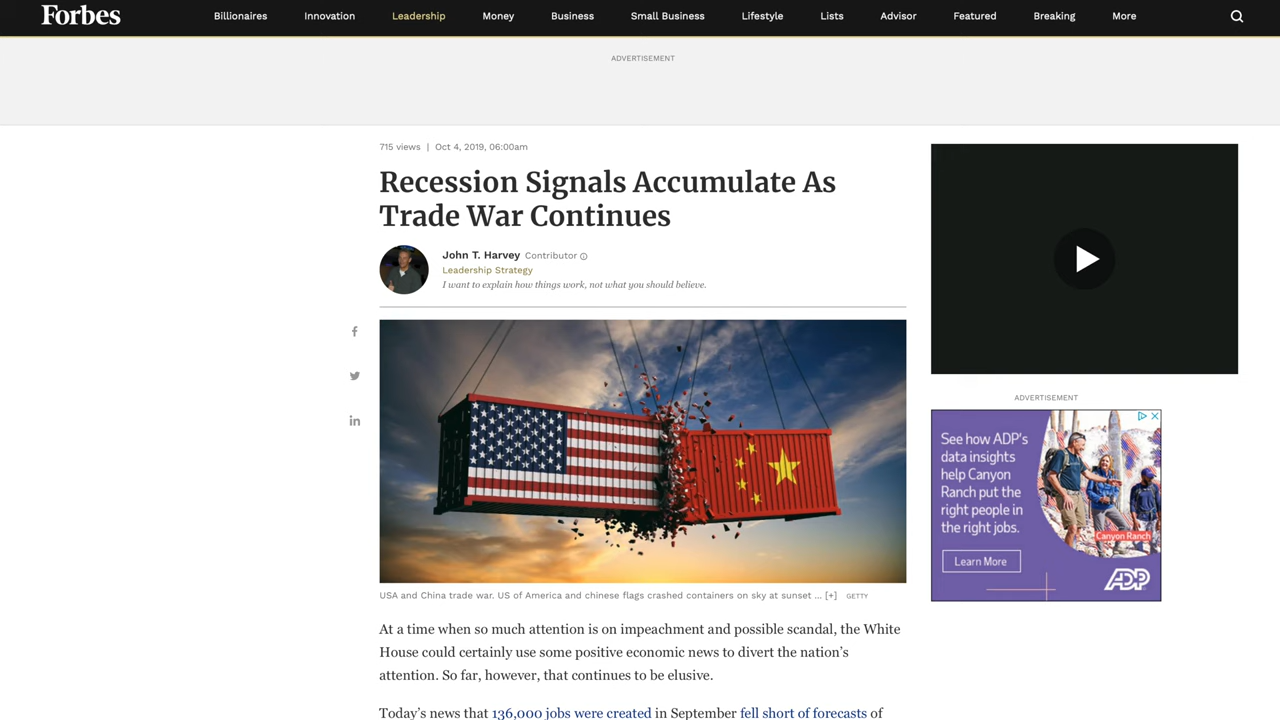 Forbes
Billionaires Innovation Leadership Money Business Small Business Lifestyle Lists Advisor Featured Breaking More
ADVERTISEMENT
715 views | Oct 4, 2019, 06:00am
Recession Signals Accumulate As
Trade War Continues
John T. Harvey Contributor
Leadership Strategy
I want to explain how things work, not what you should believe.
USA and China trade war. US of America and chinese flags crashed containers on sky at sunset ... [+] GETTY
At a time when so much attention is on impeachment and possible scandal, the White
House could certainly use some positive economic news to divert the nation’s
attention. So far, however, that continues to be elusive.
Today’s news that 136,000 jobs were created in September fell short of forecasts of
ADVERTISEMENT
See how ADP's
data insights
help Canyon
Ranch put the
right people in
the right jobs.
Learn More
Canyon Ranch
ADP